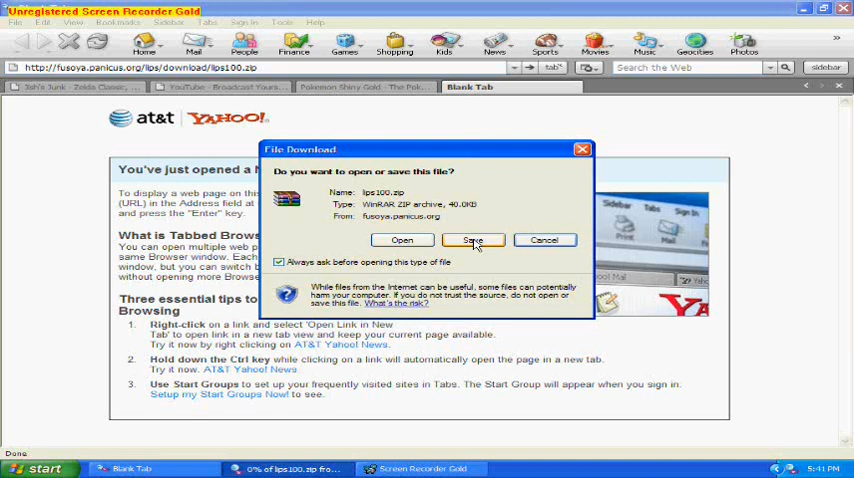 Unregistered Screen Recorder Gold
File Edit View Bookmarks Sidebar Tabs Sign In Tools Help
Home Mail People Finance Games Shopping Kids News Sports Movies Music Geocities Photos »
http://fusoya.panicus.org/lips/download/lips100.zip tab+ Search the Web sidebar
Jsh's Junk - Zelda Classic, ... YouTube - Broadcast Yours... Pokemon Shiny Gold - The Pok... Blank Tab
at&t YAHOO!
File Download
You've just opened a N
Do you want to open or save this file?
To display a web page on this
(URL) in the Address field at
and press the "Enter" key.
Name: lips100.zip
Type: WinRAR ZIP archive, 40.0KB
From: fusoya.panicus.org
Open Save Cancel
Always ask before opening this type of file
While files from the Internet can be useful, some files can potentially
harm your computer. If you do not trust the source, do not open or
save this file. What's the risk?
What is Tabbed Brows
You can open multiple web p
same Browser window. Each
window, but you can switch b
without opening more Browse
Sidebar Tabs Sign In
Print Mail
Mail
YA
Three essential tips to
Browsing
1. Right-click on a link and select 'Open Link in New
Tab' to open link in a new tab view and keep your current page available.
Try it now by right clicking on AT&T Yahoo! News.
2. Hold down the Ctrl key while clicking on a link will automatically open the page in a new tab.
Try it now. AT&T Yahoo! News
3. Use Start Groups to set up your frequently visited sites in Tabs. The Start Group will appear when you sign in:
Setup my Start Groups Now! to see.
Done
start Blank Tab 0% of lips100.zip fro... Screen Recorder Gold 5:41 PM